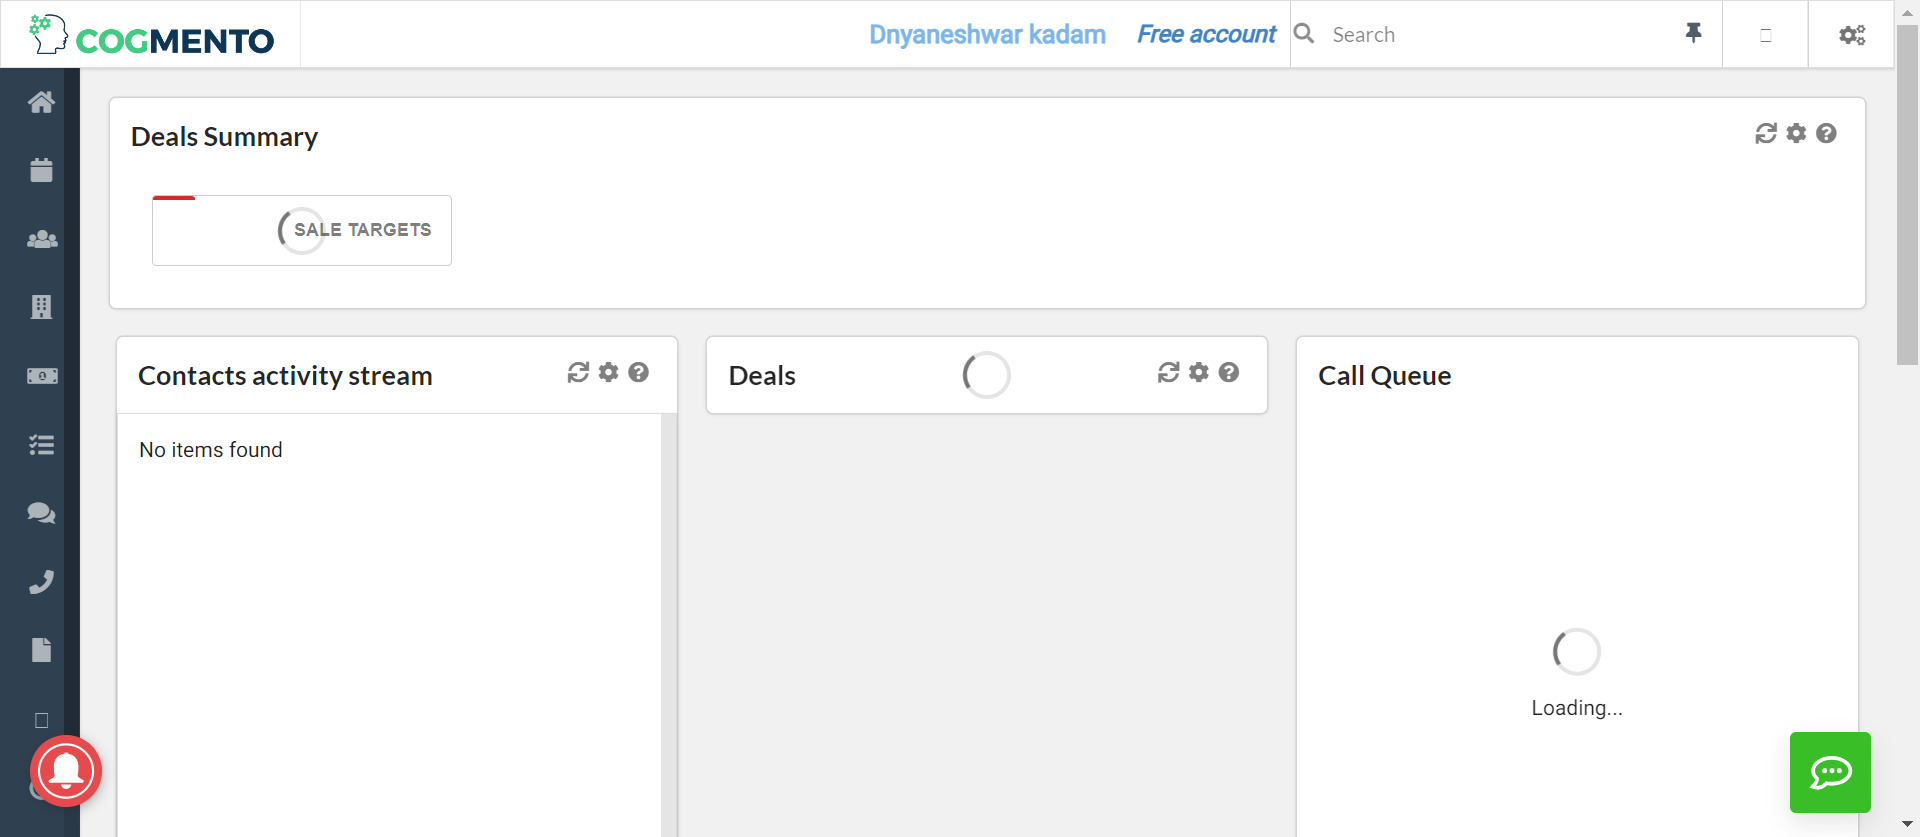 COGMENTO
Dnyaneshwar kadam
Free account
Search
Deals Summary
SALE TARGETS
Contacts activity stream
Deals
Call Queue
No items found
Loading...